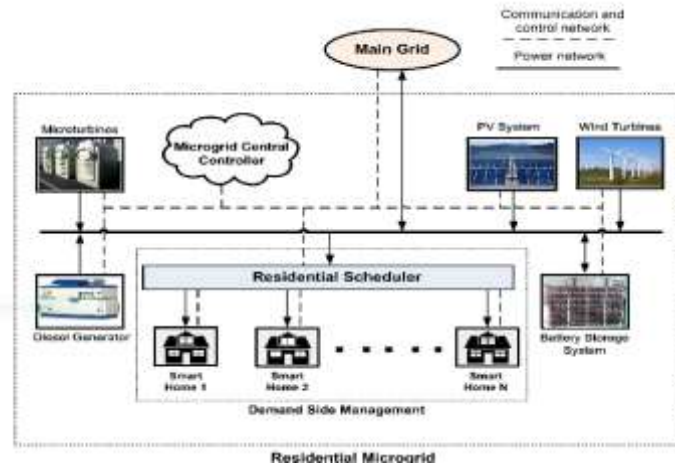 Communication and
control network
Power network
Main Grid
Microturbines
Microgrid Central
Controller
PV System
Wind Turbines
Residential Scheduler
Diesel Generator
Battery Storage
System
Smart
Home 1
Smart
Home 2
Smart
Home N
Demand Side Management
Residential Microgrid